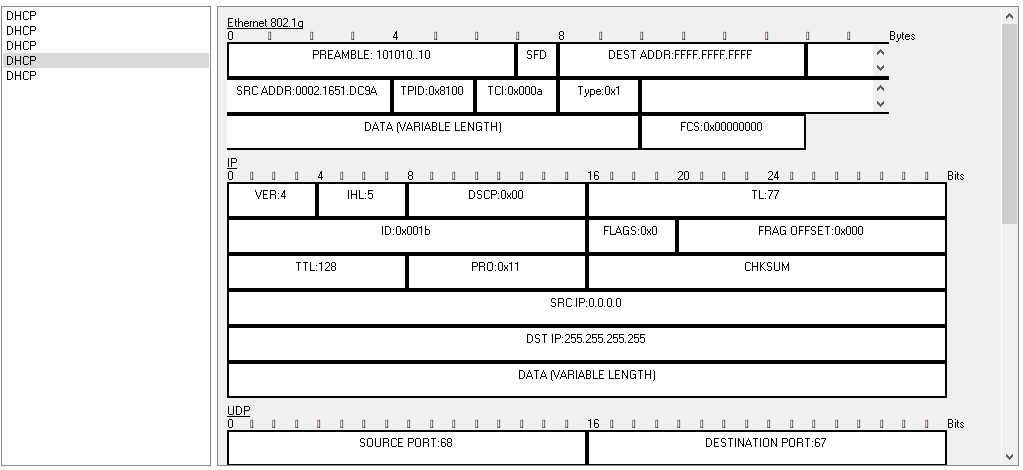 DHCP
DHCP
DHCP
DHCP
DHCP
Ethernet 802.1q
0 4 8 Bytes
PREAMBLE: 101010..10 SFD DEST ADDR:FFFF.FFFF.FFFF
SRC ADDR:0002.1651.DC9A TPID:0x8100 TCI:0x000a Type:0x1
DATA (VARIABLE LENGTH) FCS:0x00000000
IP
0 4 8 16 20 24 Bits
VER:4 IHL:5 DSCP:0x00 TL:77
ID:0x001b FLAGS:0x0 FRAG OFFSET:0x000
TTL:128 PRO:0x11 CHKSUM
SRC IP:0.0.0.0
DST IP:255.255.255.255
DATA (VARIABLE LENGTH)
UDP
0 16 Bits
SOURCE PORT:68 DESTINATION PORT:67